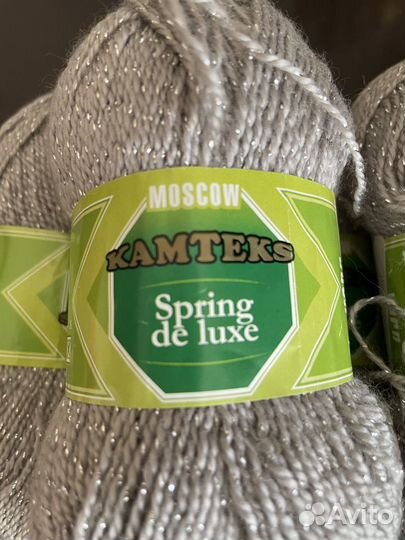 MOSCOW
KAMTEKS
Spring
de luxe
Avito